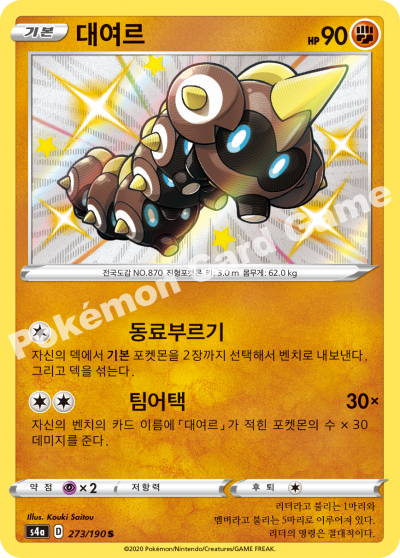 기본 대여르 HP 90
전국도감 NO.870 진형포켓몬 키: 3.0 m 몸무게: 62.0 kg
Pokémon Card Game
동료부르기
자신의 덱에서 기본 포켓몬을 2장까지 선택해서 벤치로 내보낸다.
그리고 덱을 섞는다.
팀어택 30×
자신의 벤치의 카드 이름에 「대여르」가 적힌 포켓몬의 수 × 30
데미지를 준다.
약점 ×2 저항력 후퇴
Illus. Kouki Saitou
s4a D 273/190 S
리더라고 불리는 1마리와
멤버라고 불리는 5마리로 이루어져 있다.
리더의 명령은 절대적이다.
©2020 Pokémon/Nintendo/Creatures/GAME FREAK.